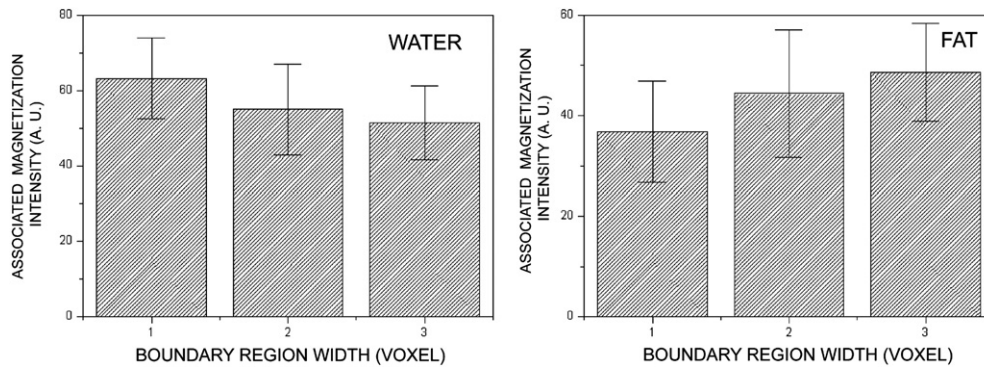 80
60
40
20
0
WATER
ASSOCIATED MAGNETIZATION
INTENSITY (A. U.)
1 2 3
BOUNDARY REGION WIDTH (VOXEL)
60
40
20
0
FAT
ASSOCIATED MAGNETIZATION
INTENSITY (A. U.)
1 2 3
BOUNDARY REGION WIDTH (VOXEL)